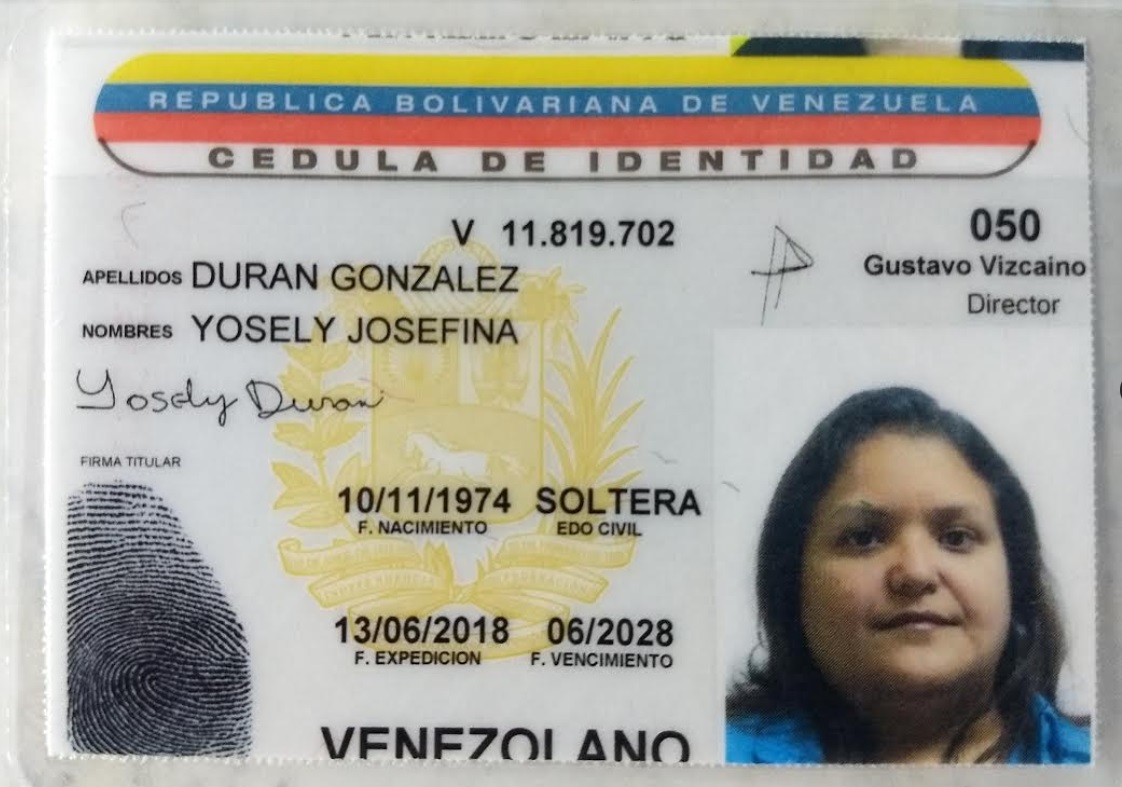 REPUBLICA BOLIVARIANA DE VENEZUELA
CEDULA DE IDENTIDAD
V 11.819.702
050
Gustavo Vizcaino
Director
APELLIDOS DURAN GONZALEZ
NOMBRES YOSELY JOSEFINA
Yosely Duran
FIRMA TITULAR
10/11/1974 SOLTERA
F. NACIMIENTO EDO CIVIL
13/06/2018 06/2028
F. EXPEDICION F. VENCIMIENTO
VENEZOLANO